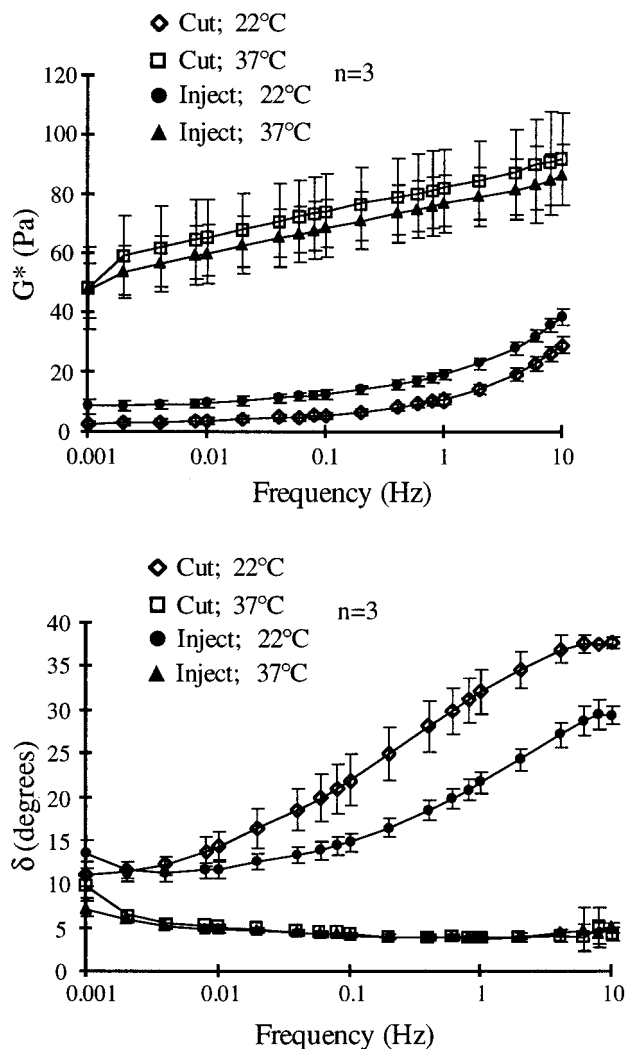 Cut; 22°C
Cut; 37°C
n=3
Inject; 22°C
Inject; 37°C
120
100
80
60
40
20
0
G* (Pa)
0.001
0.01
0.1
1
10
Frequency (Hz)
Cut; 22°C
Cut; 37°C
n=3
Inject; 22°C
Inject; 37°C
40
35
30
25
20
15
10
5
0
δ (degrees)
0.001
0.01
0.1
1
10
Frequency (Hz)